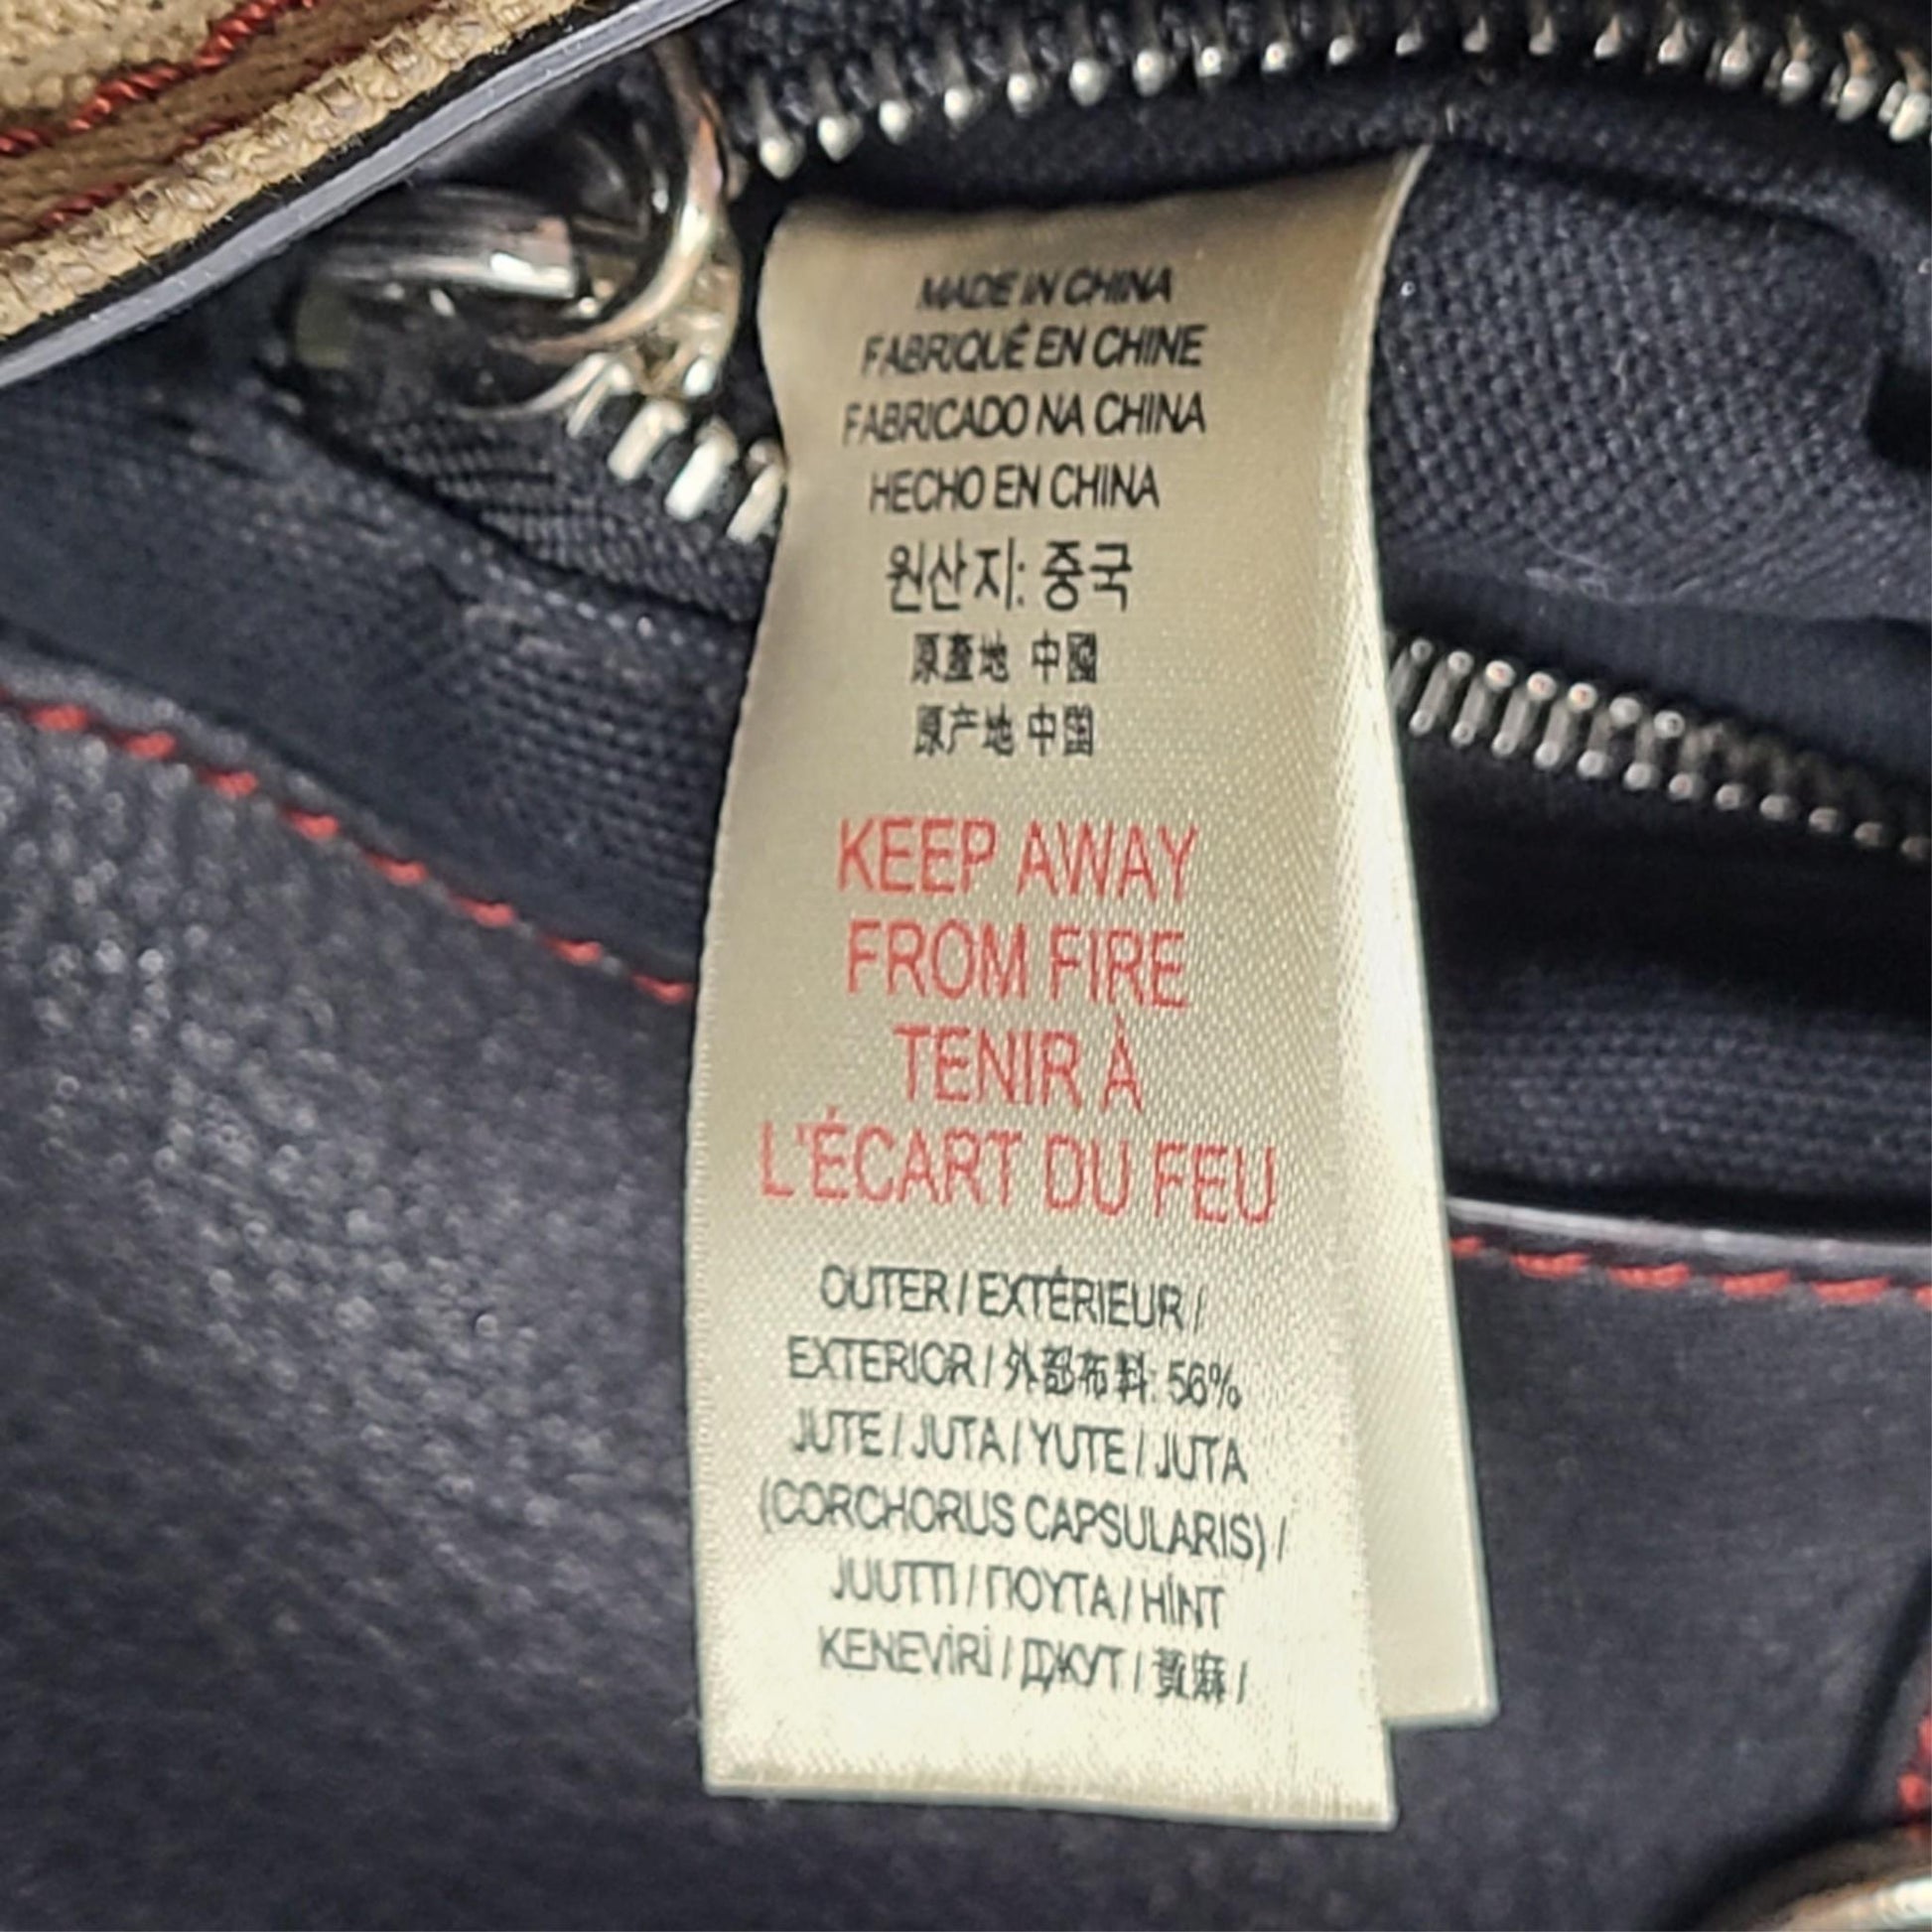 MADE IN CHINA
FABRIQUÉ EN CHINE
FABRICADO NA CHINA
HECHO EN CHINA
원산지: 중국
原產地 中國
原产地 中国
KEEP AWAY
FROM FIRE
TENIR À
L'ÉCART DU FEU
OUTER / EXTÉRIEUR /
EXTERIOR / 外部布料: 56%
JUTE / JUTA / YUTE / JUTA
(CORCHORUS CAPSULARIS) /
JUUTTI / ΓΙΟΥΤΑ / HİNT
KENEVİRİ / ДЖУТ / 黃麻 /